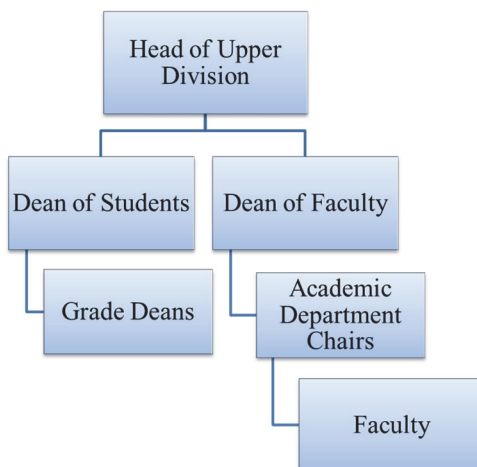 Head of Upper
Division
Dean of Students
Dean of Faculty
Grade Deans
Academic
Department
Chairs
Faculty